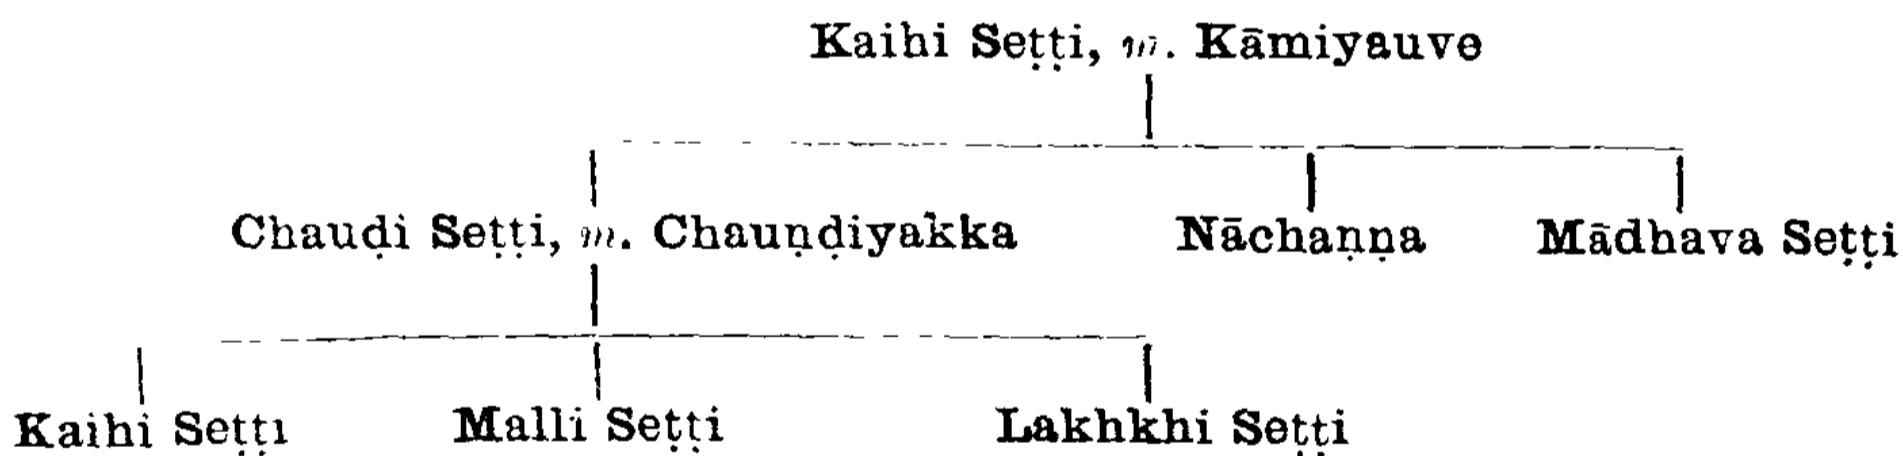 Kaihi Seṭṭi, m. Kāmiyauve
Chauḍi Seṭṭi, m. Chauṇḍiyakka Nāchaṇṇa Mādhava Seṭṭi
Kaihi Seṭṭi Malli Seṭṭi Lakhkhi Seṭṭi